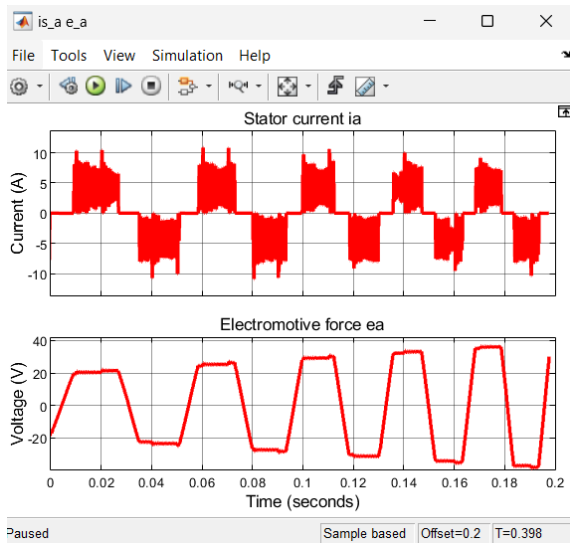 is_a e_a
File Tools View Simulation Help
Stator current ia
10
5
0
-5
-10
Current (A)
Electromotive force ea
40
20
0
-20
Voltage (V)
0 0.02 0.04 0.06 0.08 0.1 0.12 0.14 0.16 0.18 0.2
Time (seconds)
Paused Sample based Offset=0.2 T=0.398